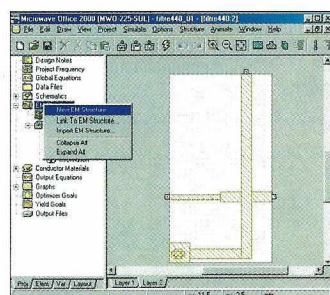 Microwave Office 2000 (MWO-225-SUL) - [filtre440_01 - filtre440:2]
File Edit Draw View Project Simulate Options Structure Animate Window Help
Design Notes
Project Frequency
Global Equations
Data Files
Schematics
New EM Structure...
Link To EM Structure...
Import EM Structure...
Collapse All
Expand All
Information
Conductor Materials
Output Equations
Graphs
Optimizer Goals
Yield Goals
Output Files
Proj Elem Var Layout
Layer 1 Layer 2